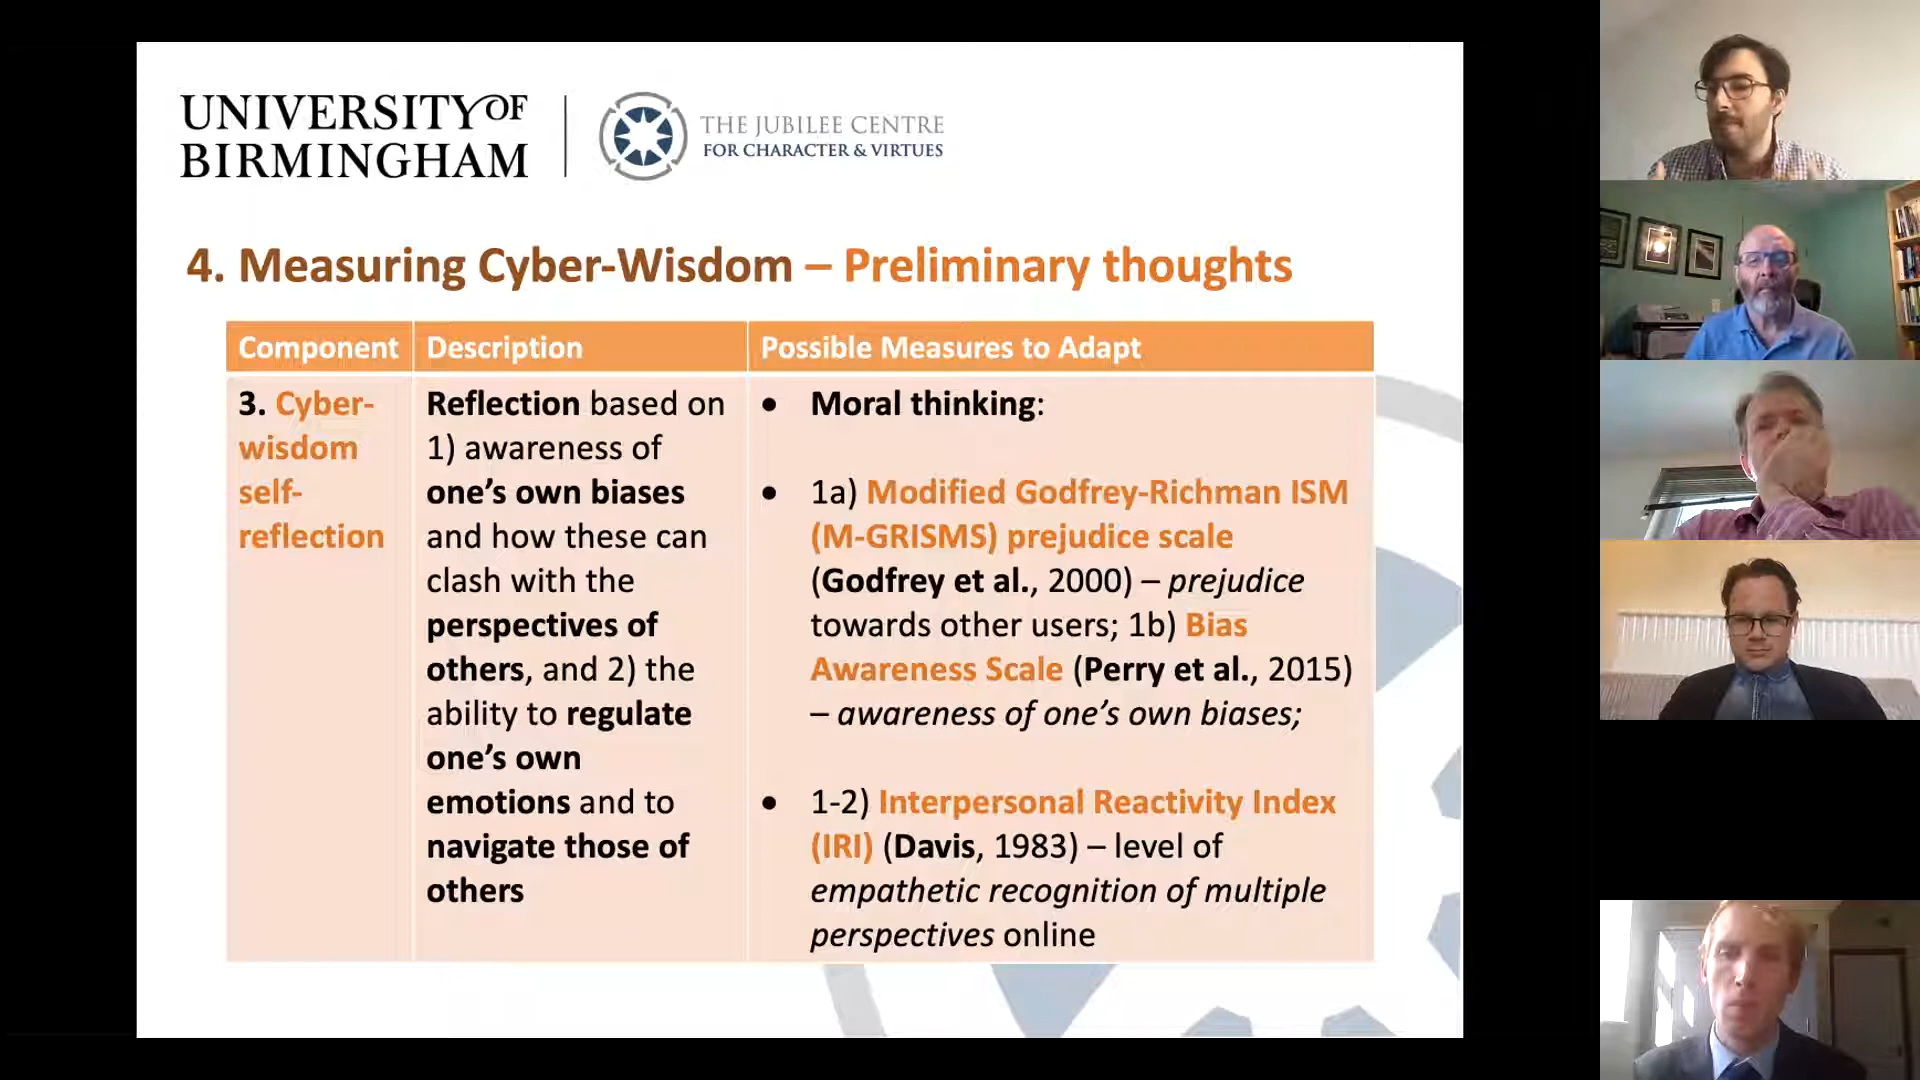 UNIVERSITY OF
BIRMINGHAM
THE JUBILEE CENTRE
FOR CHARACTER & VIRTUES
4. Measuring Cyber-Wisdom – Preliminary thoughts
Component
Description
Possible Measures to Adapt
3. Cyber-
wisdom
self-
reflection
Reflection based on
1) awareness of
one’s own biases
and how these can
clash with the
perspectives of
others, and 2) the
ability to regulate
one’s own
emotions and to
navigate those of
others
• Moral thinking:
• 1a) Modified Godfrey-Richman ISM
(M-GRISMS) prejudice scale
(Godfrey et al., 2000) – prejudice
towards other users; 1b) Bias
Awareness Scale (Perry et al., 2015)
– awareness of one’s own biases;
• 1-2) Interpersonal Reactivity Index
(IRI) (Davis, 1983) – level of
empathetic recognition of multiple
perspectives online